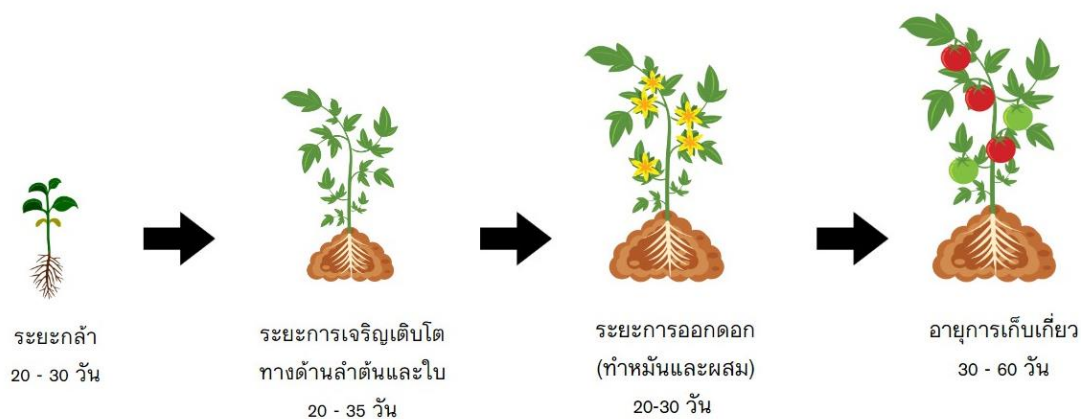 ระยะกล้า
20 - 30 วัน
ระยะการเจริญเติบโต
ทางด้านลำต้นและใบ
20 - 35 วัน
ระยะการออกดอก
(ทำหมันและผสม)
20-30 วัน
อายุการเก็บเกี่ยว
30 - 60 วัน